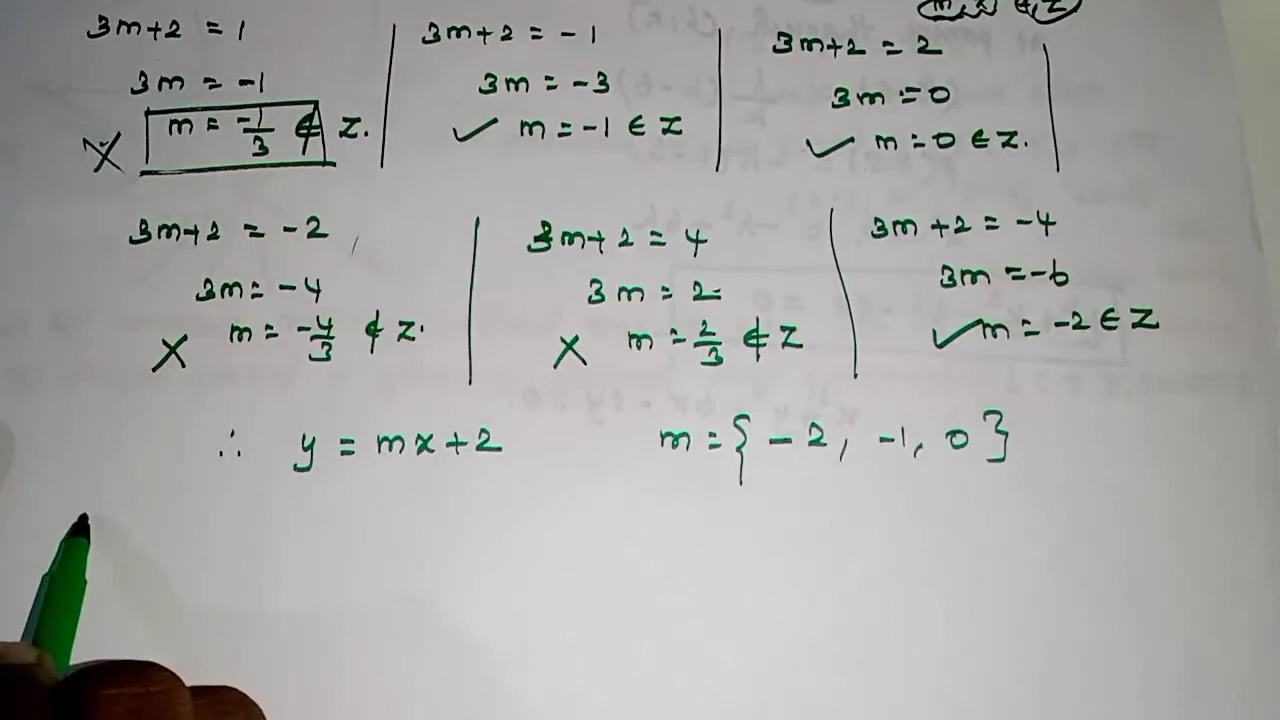 3m+2 = 1
3m = -1
m = -1/3 ∉ Z.
3m+2 = -1
3m = -3
✓ m = -1 ∈ Z
3m+2 = 2
3m = 0
✓ m = 0 ∈ Z.
3m+2 = -2
3m = -4
X m = -4/3 ∉ Z.
3m+2 = 4
3m = 2
X m = 2/3 ∉ Z
3m+2 = -4
3m = -6
✓ m = -2 ∈ Z
∴ y = mx+2 m = { -2, -1, 0 }